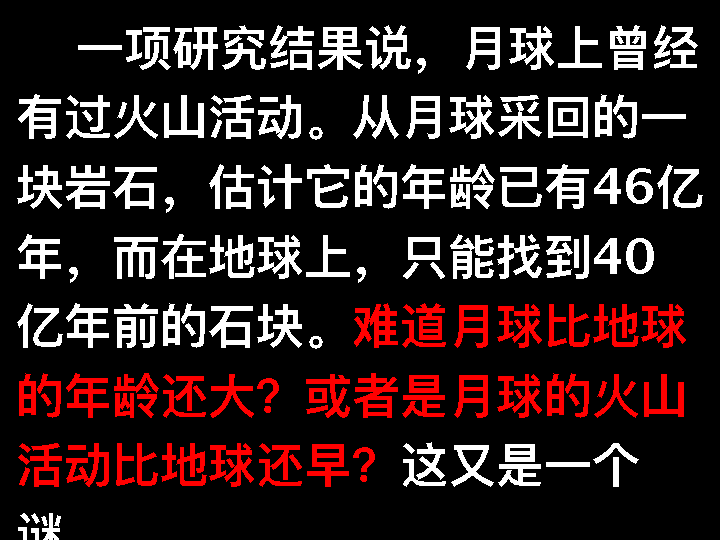 一项研究结果说，月球上曾经
有过火山活动。从月球采回的一
块岩石，估计它的年龄已有46亿
年，而在地球上，只能找到40
亿年前的石块。难道月球比地球
的年龄还大？或者是月球的火山
活动比地球还早？这又是一个
谜